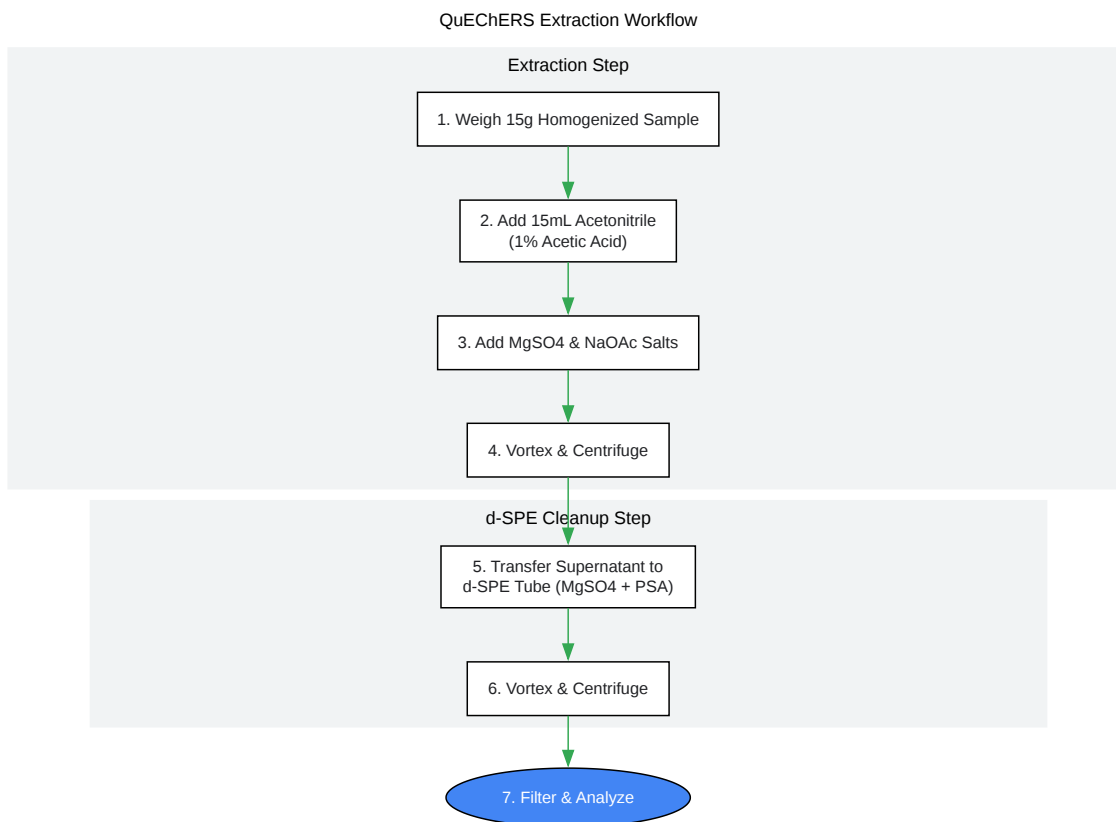 QuEChERS Extraction Workflow
Extraction Step
1. Weigh 15g Homogenized Sample
2. Add 15mL Acetonitrile
(1% Acetic Acid)
3. Add MgSO4 & NaOAc Salts
4. Vortex & Centrifuge
d-SPE Cleanup Step
5. Transfer Supernatant to
d-SPE Tube (MgSO4 + PSA)
6. Vortex & Centrifuge
7. Filter & Analyze